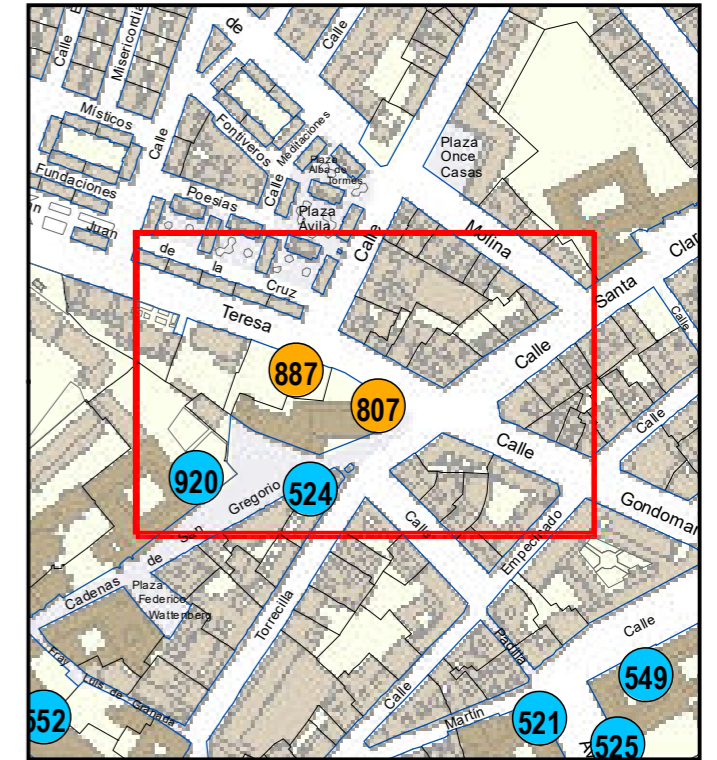 de
Calle
Calle
Misericordia
Místicos
Calle
Fontiveros
Meditaciones
Plaza
Once
Casas
Fundaciones
Plaza
Alba de
Tormes
Poesias
Calle
Plaza
Ávila
Juan
Calle
Molina
de
la
Cruz
Santa
Clar
Teresa
Calle
Calle
887
807
Calle
Calle
920
Gregorio
524
Gondomar
San
Calle
Empecinado
de
Cadenas
Plaza
Federico
Wattenberg
Torrecilla
Calle
Padilla
Fray
Luis de Granada
549
Calle
Martín
552
521
525